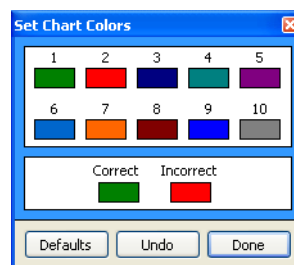 Set Chart Colors
1 2 3 4 5
6 7 8 9 10
Correct Incorrect
Defaults Undo Done